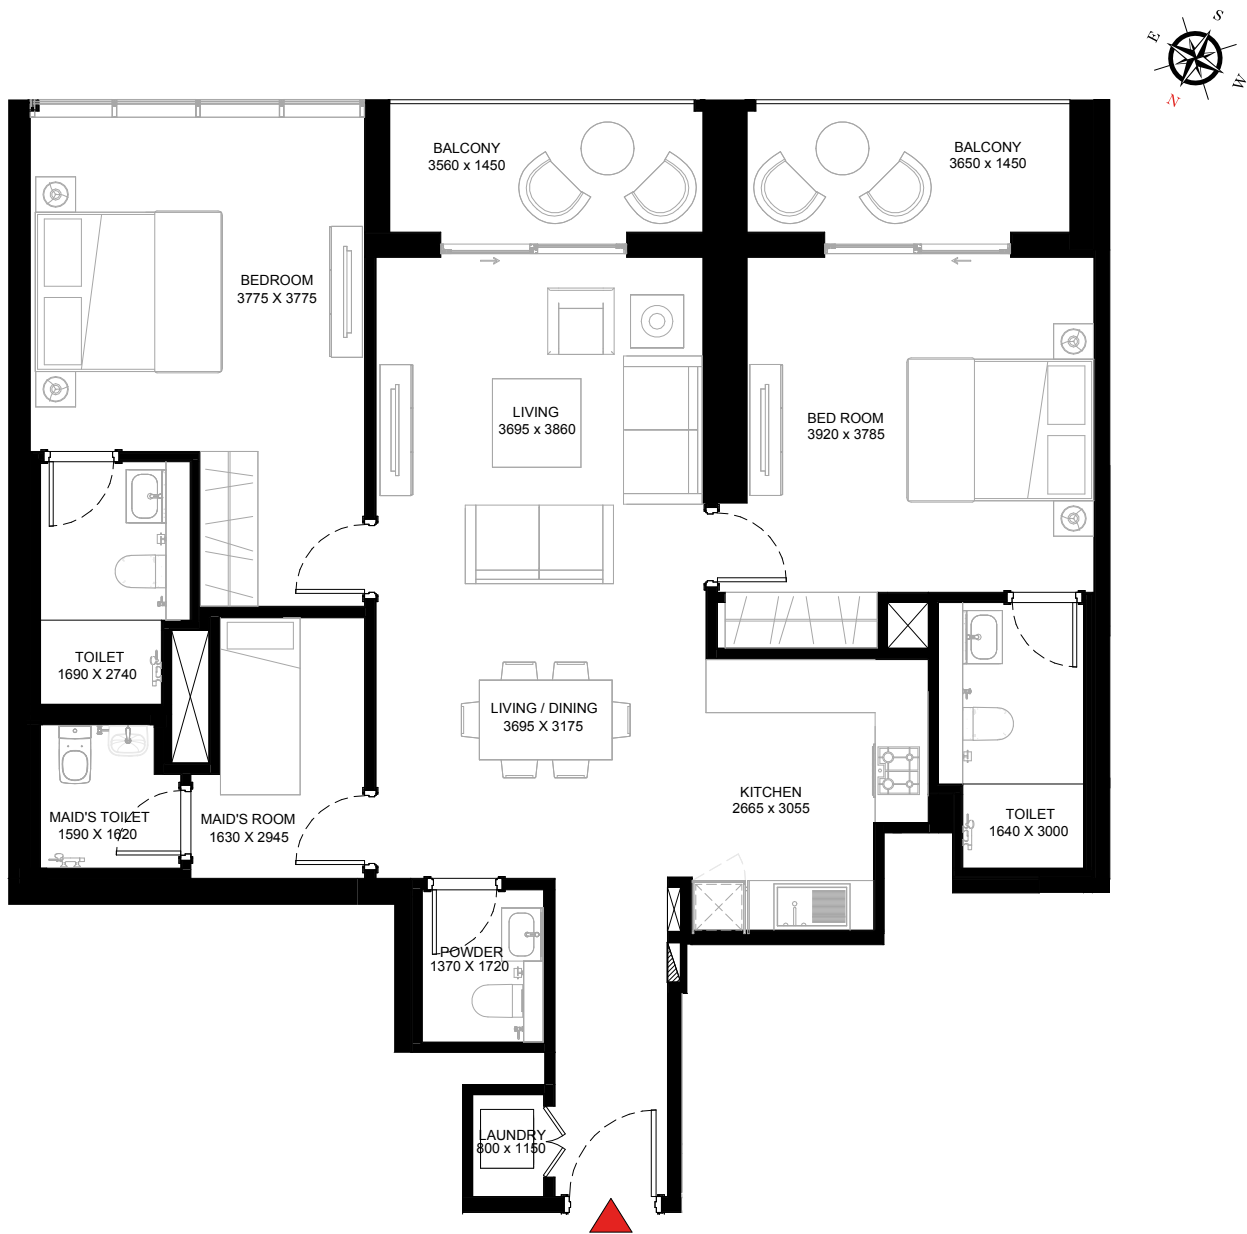 S
E
W
N
BALCONY
3560 x 1450
BALCONY
3650 x 1450
BEDROOM
3775 X 3775
LIVING
3695 x 3860
BED ROOM
3920 x 3785
TOILET
1690 X 2740
LIVING / DINING
3695 X 3175
KITCHEN
2665 x 3055
MAID'S TOILET
1590 X 1620
MAID'S ROOM
1630 X 2945
TOILET
1640 X 3000
POWDER
1370 X 1720
LAUNDRY
800 x 1150